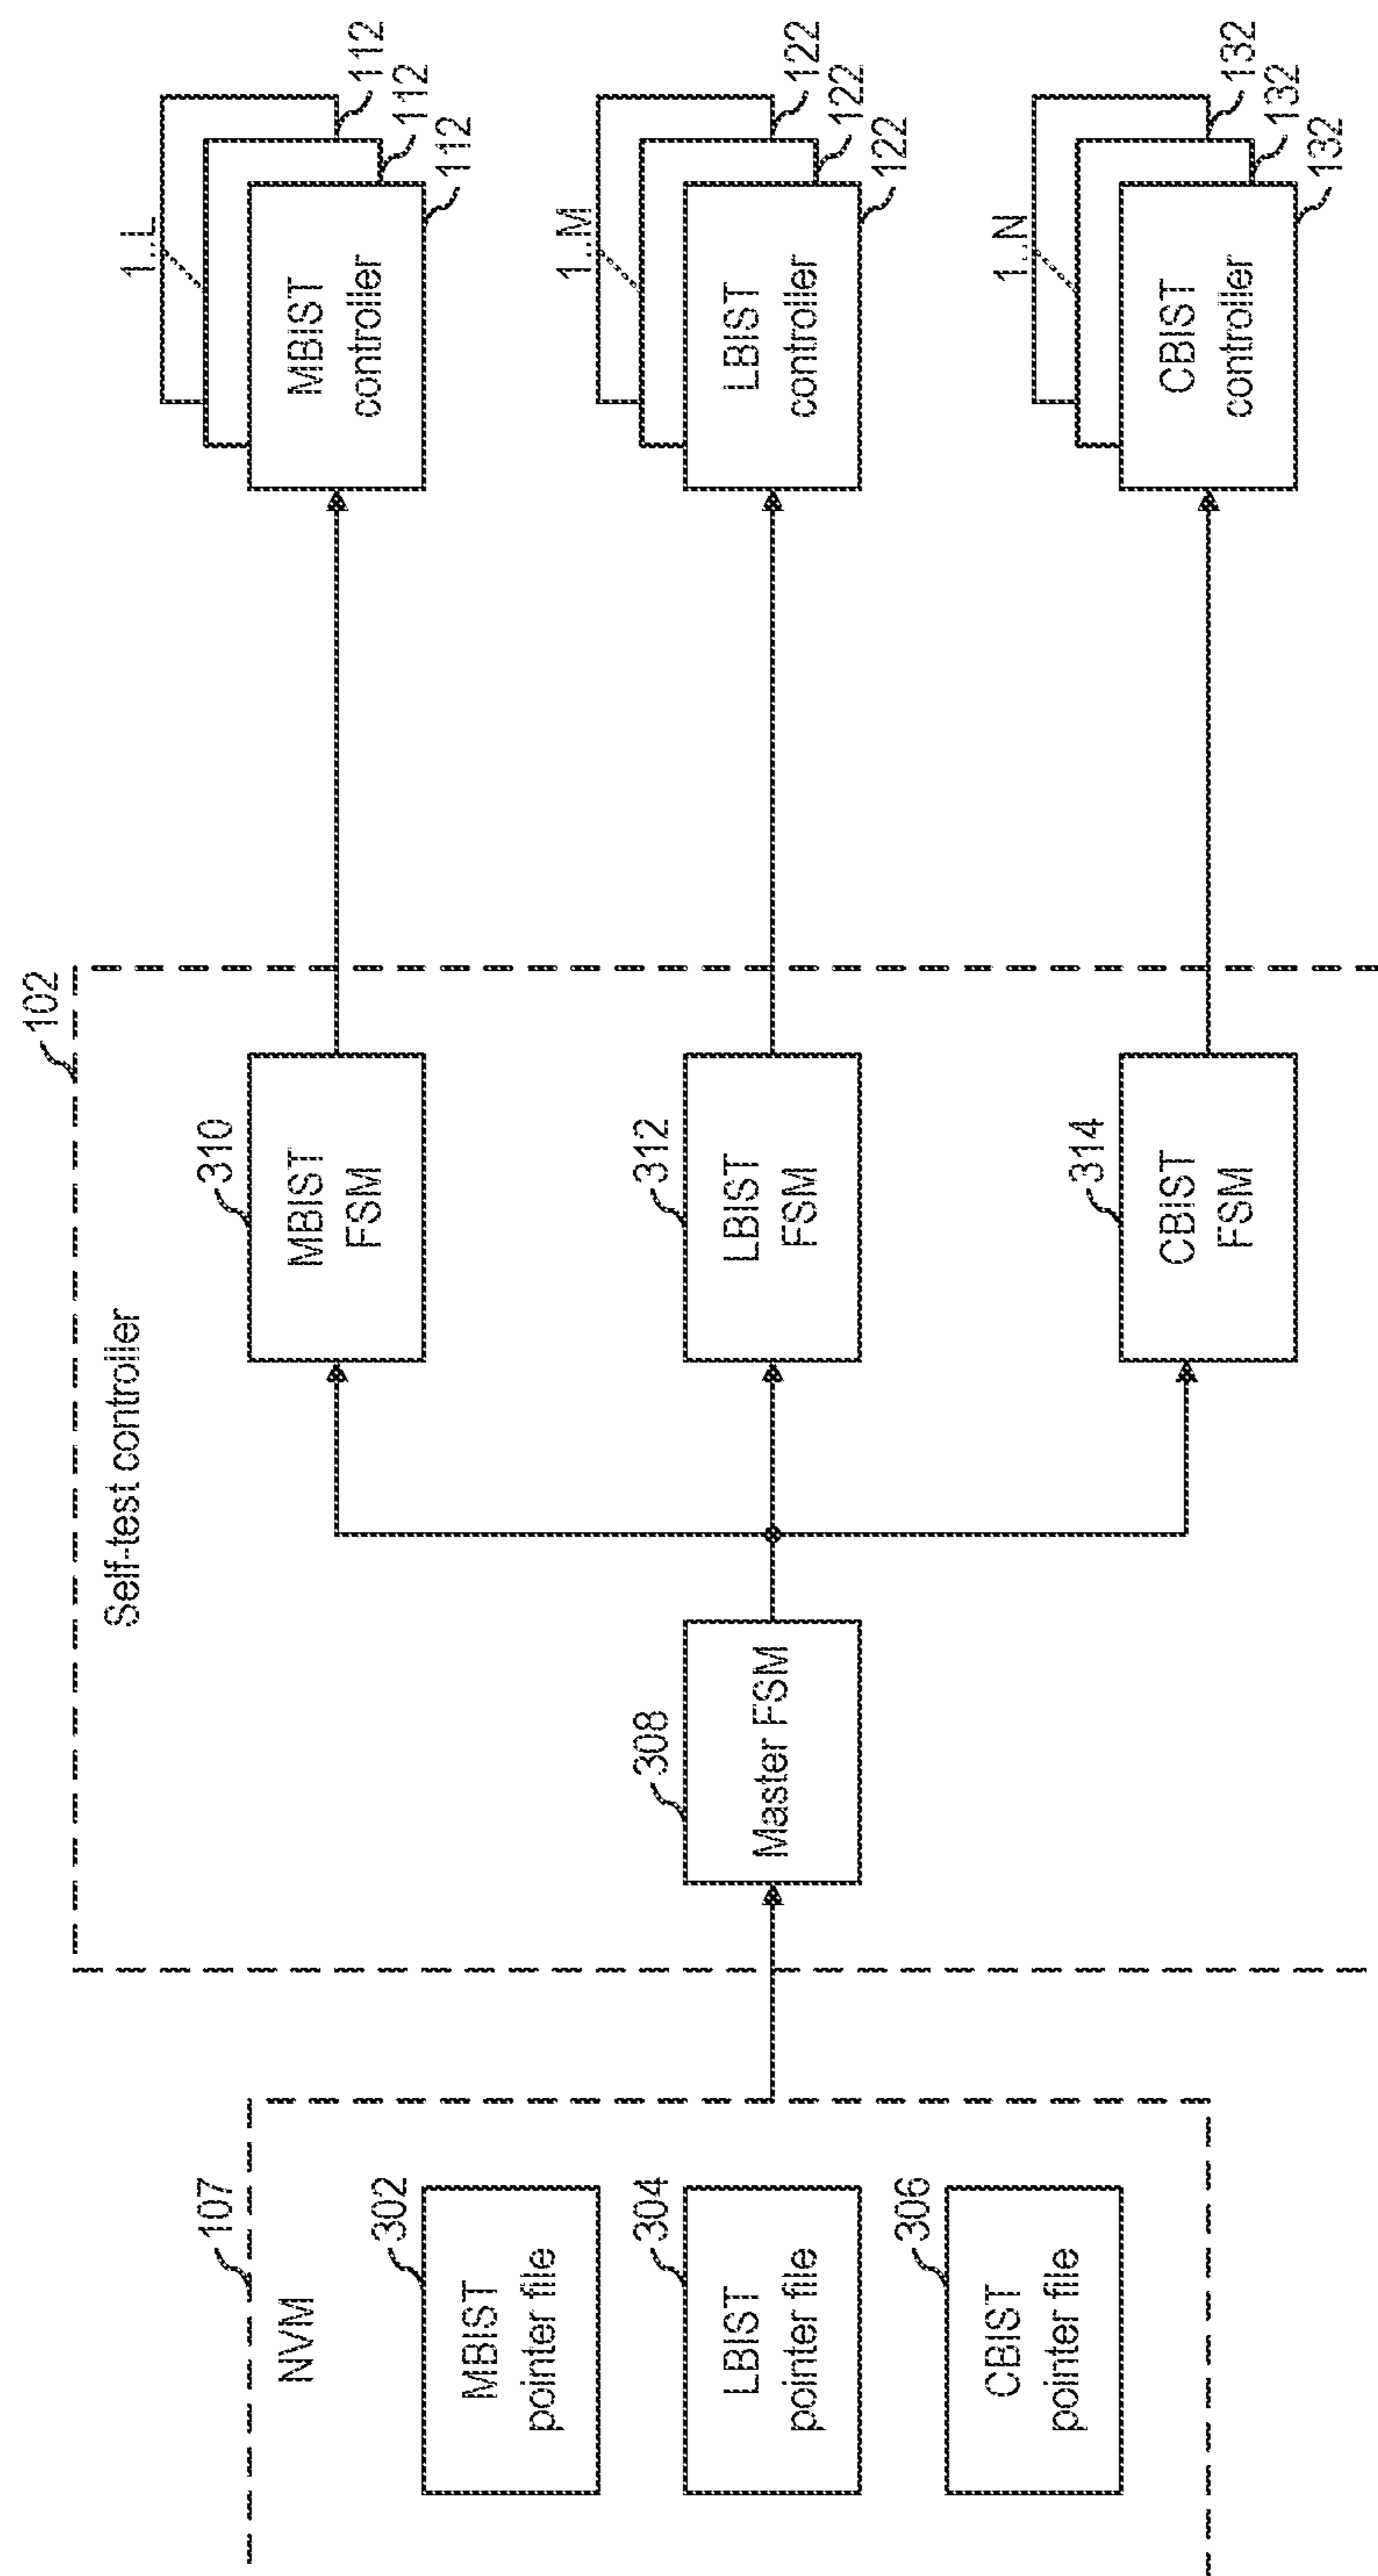 107
NVM
302
MBIST
pointer file
304
LBIST
pointer file
306
CBIST
pointer file
102
Self-test controller
308
Master FSM
310
MBIST
FSM
312
LBIST
FSM
314
CBIST
FSM
1..L
MBIST
controller
112
112
112
1..M
LBIST
controller
122
122
122
1..N
CBIST
controller
132
132
132